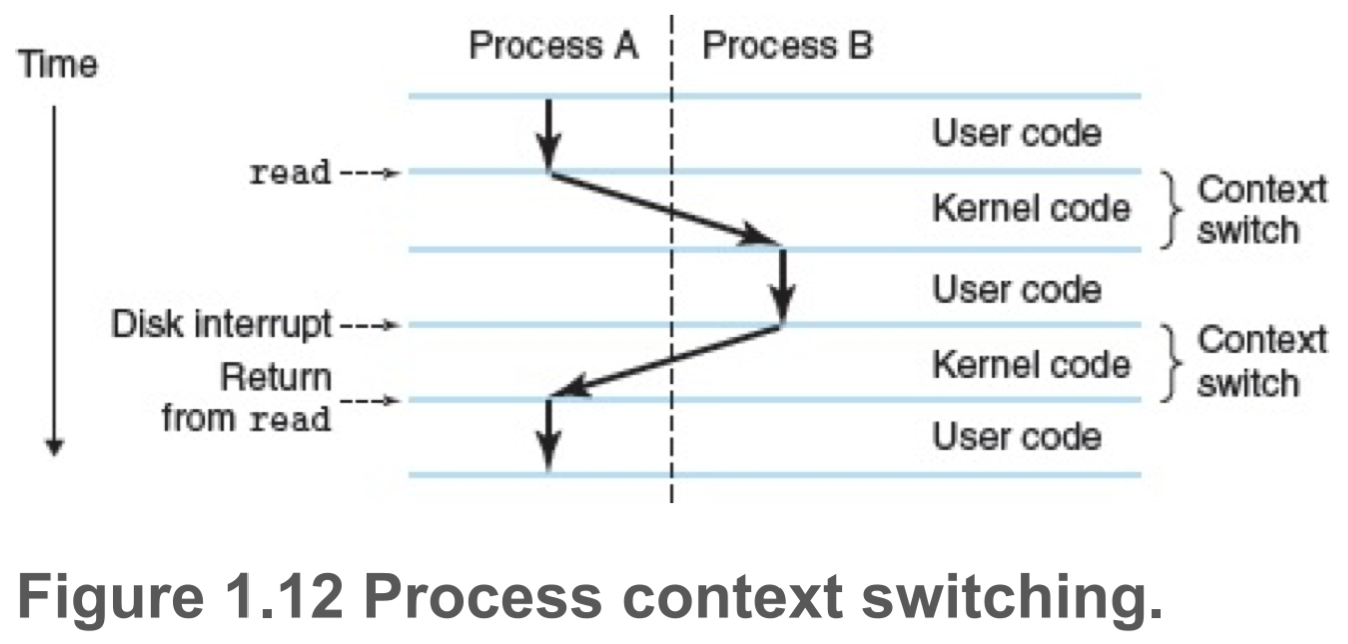 Process A
Process B
Time
User code
read
Kernel code
Context
switch
User code
Disk interrupt
Kernel code
Context
switch
Return
from read
User code
Figure 1.12 Process context switching.